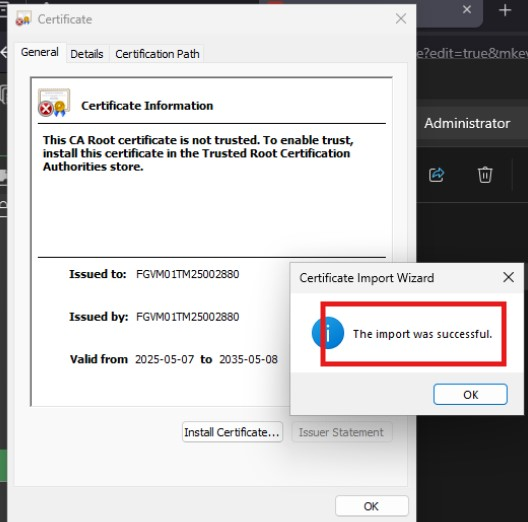 Certificate
General Details Certification Path
e?edit=true&mkev
Certificate Information
Administrator
This CA Root certificate is not trusted. To enable trust,
install this certificate in the Trusted Root Certification
Authorities store.
Issued to: FGVM01TM25002880
Certificate Import Wizard
Issued by: FGVM01TM25002880
The import was successful.
Valid from 2025-05-07 to 2035-05-08
OK
Install Certificate... Issuer Statement
OK